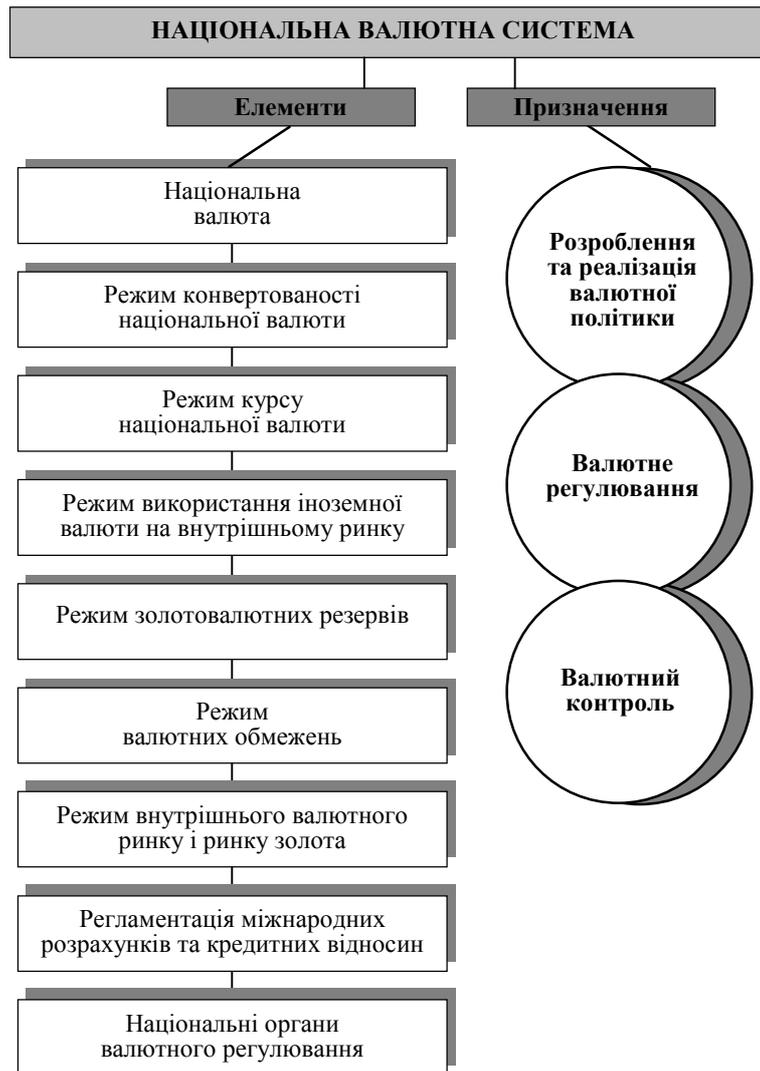 НАЦІОНАЛЬНА ВАЛЮТНА СИСТЕМА
Елементи
Призначення
Національна
валюта
Режим конвертованості
національної валюти
Режим курсу
національної валюти
Режим використання іноземної
валюти на внутрішньому ринку
Режим золотовалютних резервів
Режим
валютних обмежень
Режим внутрішнього валютного
ринку і ринку золота
Регламентація міжнародних
розрахунків та кредитних відносин
Національні органи
валютного регулювання
Розроблення
та реалізація
валютної
політики
Валютне
регулювання
Валютний
контроль